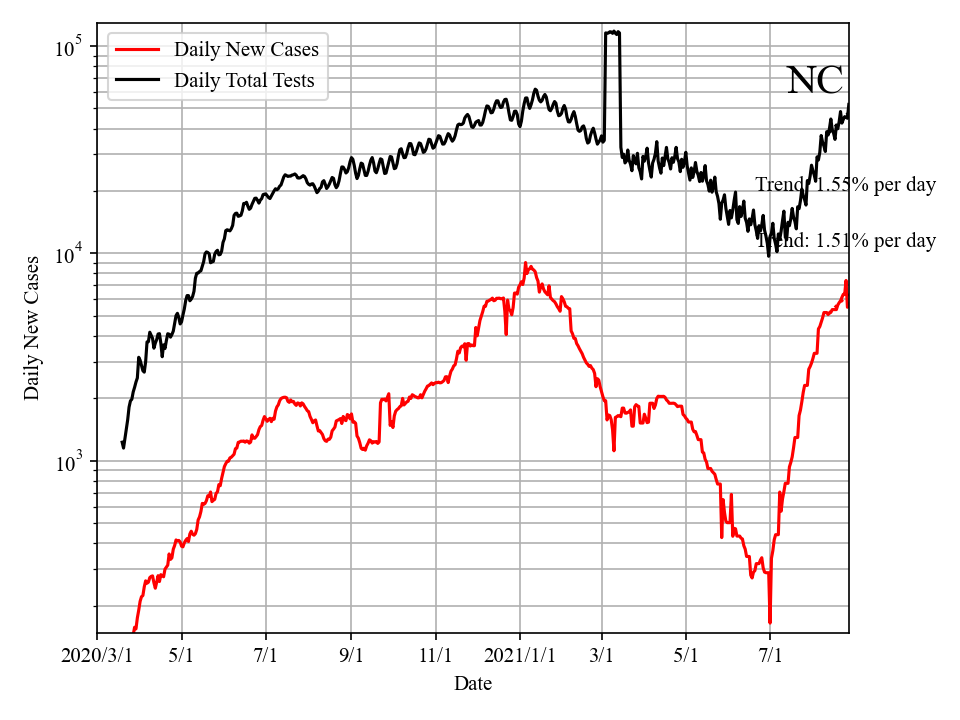 Daily New Cases
Daily Total Tests
NC
Trend: 1.55% per day
Trend: 1.51% per day
10^5
10^4
10^3
Daily New Cases
2020/3/1 5/1 7/1 9/1 11/1 2021/1/1 3/1 5/1 7/1
Date